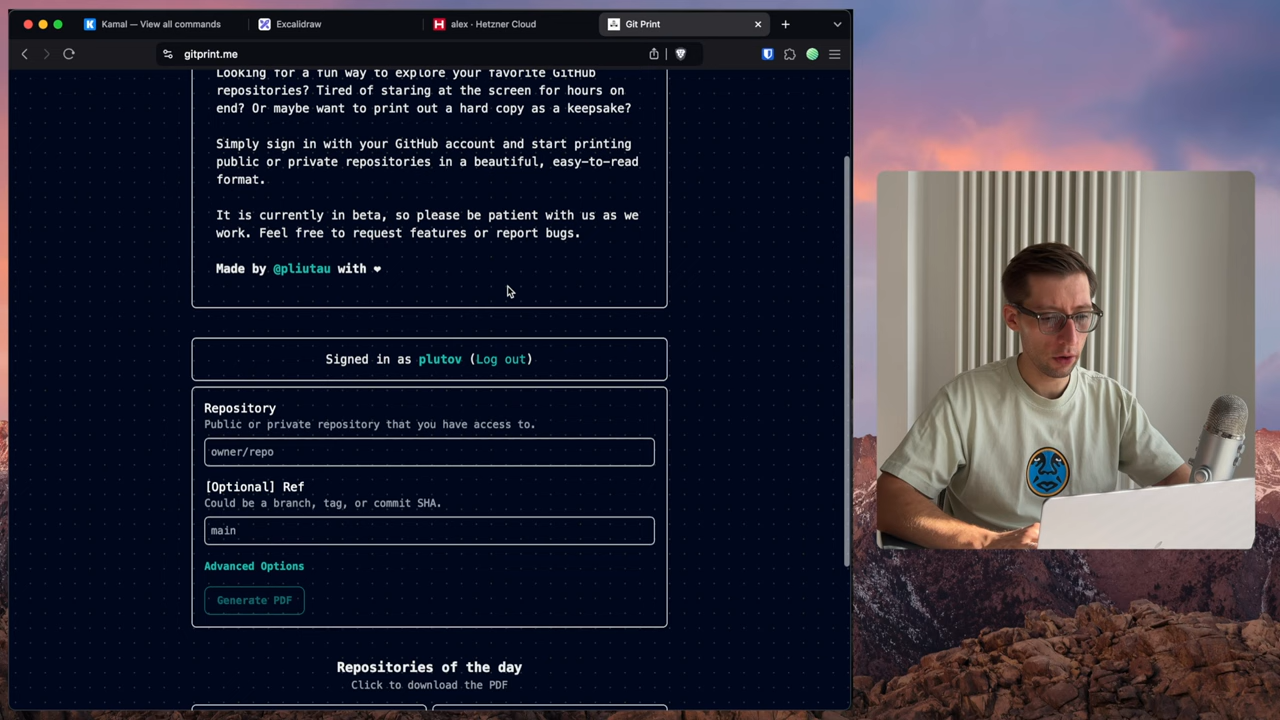 Kamal — View all commands
Excalidraw
alex · Hetzner Cloud
Git Print
gitprint.me
Looking for a fun way to explore your favorite GitHub
repositories? Tired of staring at the screen for hours on
end? Or maybe want to print out a hard copy as a keepsake?
Simply sign in with your GitHub account and start printing
public or private repositories in a beautiful, easy-to-read
format.
It is currently in beta, so please be patient with us as we
work. Feel free to request features or report bugs.
Made by @pliutau with ❤
Signed in as plutov (Log out)
Repository
Public or private repository that you have access to.
owner/repo
[Optional] Ref
Could be a branch, tag, or commit SHA.
main
Advanced Options
Generate PDF
Repositories of the day
Click to download the PDF